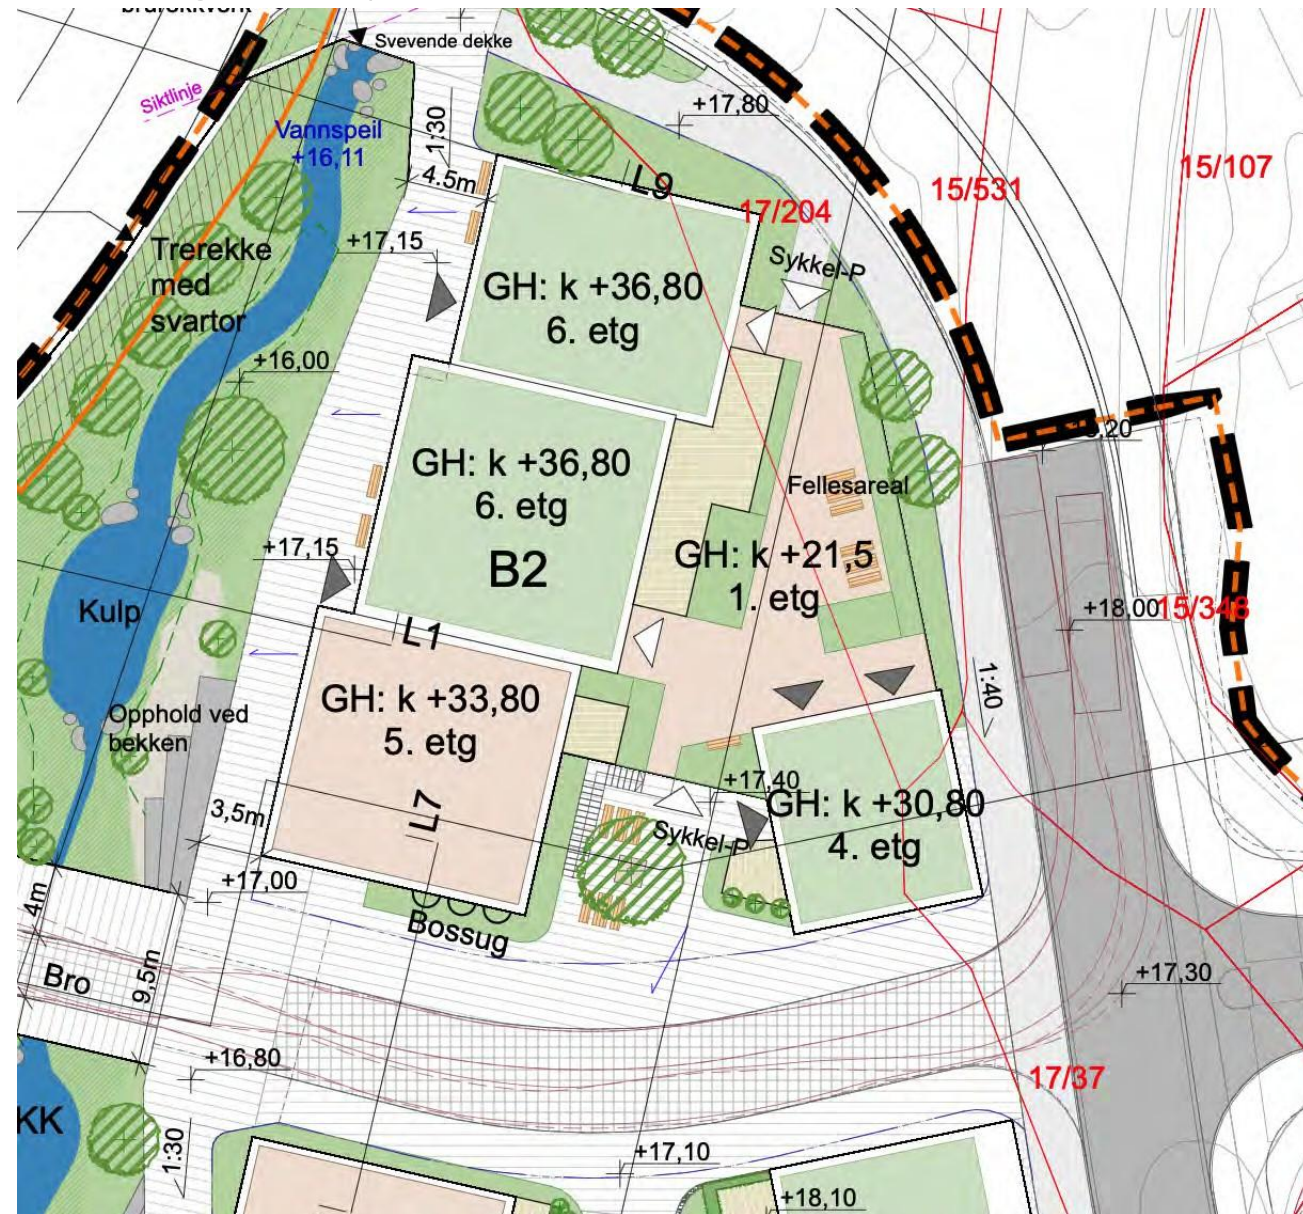 Svevende dekke
Siktlinje
Vannspeil
+16,11
1:30
4.5m
+17,80
L9
17/204
15/531
15/107
Trerekke
med
svartor
+17,15
GH: k +36,80
6. etg
Sykkel-P
+16,00
GH: k +36,80
6. etg
B2
Fellesareal
+17,15
GH: k +21,5
1. etg
+18,00
15/348
Kulp
L1
GH: k +33,80
5. etg
1:40
Opphold ved
bekken
L7
+17,40
GH: k +30,80
4. etg
3,5m
Sykkel-P
+17,00
Bossug
4m
Bro
9,5m
+17,30
+16,80
17/37
KK
1:30
+17,10
+18,10